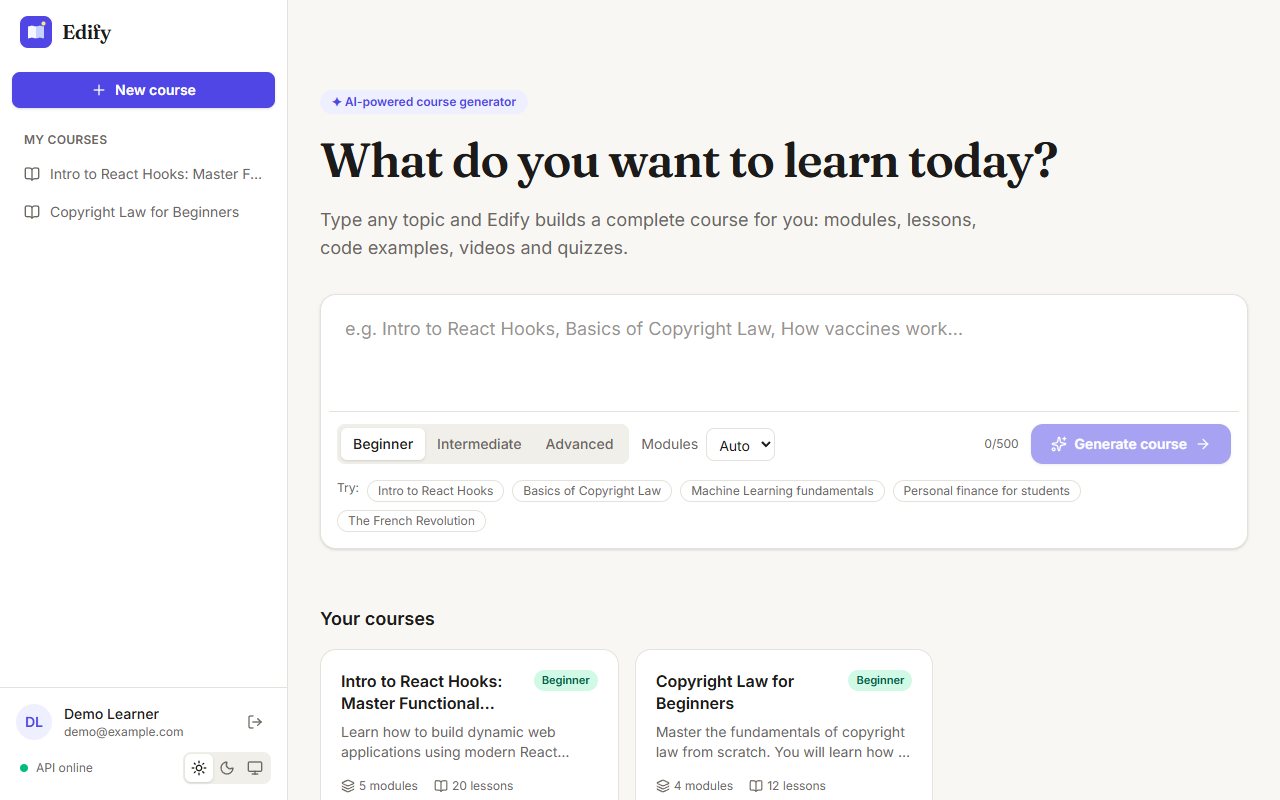 Edify
New course
MY COURSES
Intro to React Hooks: Master F...
Copyright Law for Beginners
DL
Demo Learner
demo@example.com
API online
AI-powered course generator
What do you want to learn today?
Type any topic and Edify builds a complete course for you: modules, lessons,
code examples, videos and quizzes.
e.g. Intro to React Hooks, Basics of Copyright Law, How vaccines work...
Beginner Intermediate Advanced Modules Auto 0/500 Generate course
Try: Intro to React Hooks Basics of Copyright Law Machine Learning fundamentals Personal finance for students
The French Revolution
Your courses
Intro to React Hooks: Beginner
Master Functional...
Learn how to build dynamic web
applications using modern React...
5 modules 20 lessons
Copyright Law for Beginner
Beginners
Master the fundamentals of copyright
law from scratch. You will learn how ...
4 modules 12 lessons